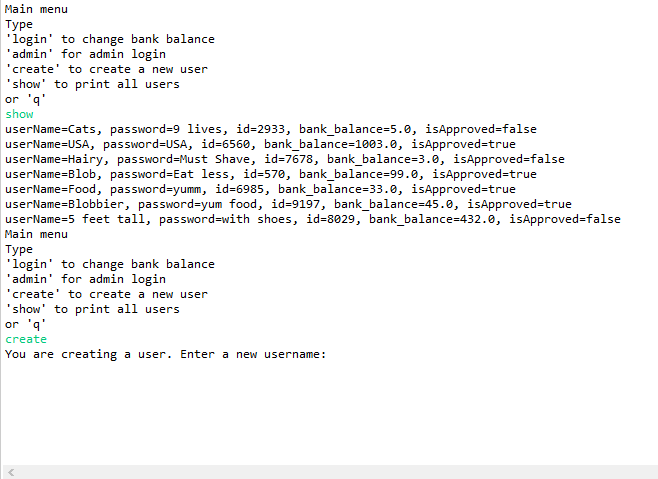 Main menu
Type
'login' to change bank balance
'admin' for admin login
'create' to create a new user
'show' to print all users
or 'q'
show
userName=Cats, password=9 lives, id=2933, bank_balance=5.0, isApproved=false
userName=USA, password=USA, id=6560, bank_balance=1003.0, isApproved=true
userName=Hairy, password=Must Shave, id=7678, bank_balance=3.0, isApproved=false
userName=Blob, password=Eat less, id=570, bank_balance=99.0, isApproved=true
userName=Food, password=yumm, id=6985, bank_balance=33.0, isApproved=true
userName=Blobbier, password=yum food, id=9197, bank_balance=45.0, isApproved=true
userName=5 feet tall, password=with shoes, id=8029, bank_balance=432.0, isApproved=false
Main menu
Type
'login' to change bank balance
'admin' for admin login
'create' to create a new user
'show' to print all users
or 'q'
create
You are creating a user. Enter a new username: